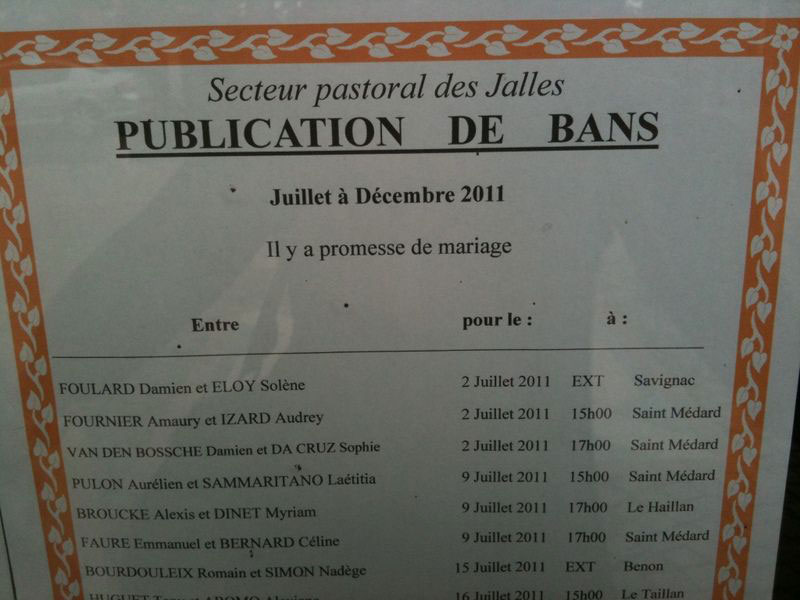 Secteur pastoral des Jalles
PUBLICATION DE BANS
Juillet à Décembre 2011
Il y a promesse de mariage
Entre pour le : à :
FOULARD Damien et ELOY Solène 2 Juillet 2011 EXT Savignac
FOURNIER Amaury et IZARD Audrey 2 Juillet 2011 15h00 Saint Médard
VAN DEN BOSSCHE Damien et DA CRUZ Sophie 2 Juillet 2011 17h00 Saint Médard
PULON Aurélien et SAMMARITANO Laétitia 9 Juillet 2011 15h00 Saint Médard
BROUCKE Alexis et DINET Myriam 9 Juillet 2011 17h00 Le Haillan
FAURE Emmanuel et BERNARD Céline 9 Juillet 2011 17h00 Saint Médard
BOURDOULEIX Romain et SIMON Nadège 15 Juillet 2011 EXT Benon
HUGUET et 16 Juillet 2011 15h00 Le Taillan